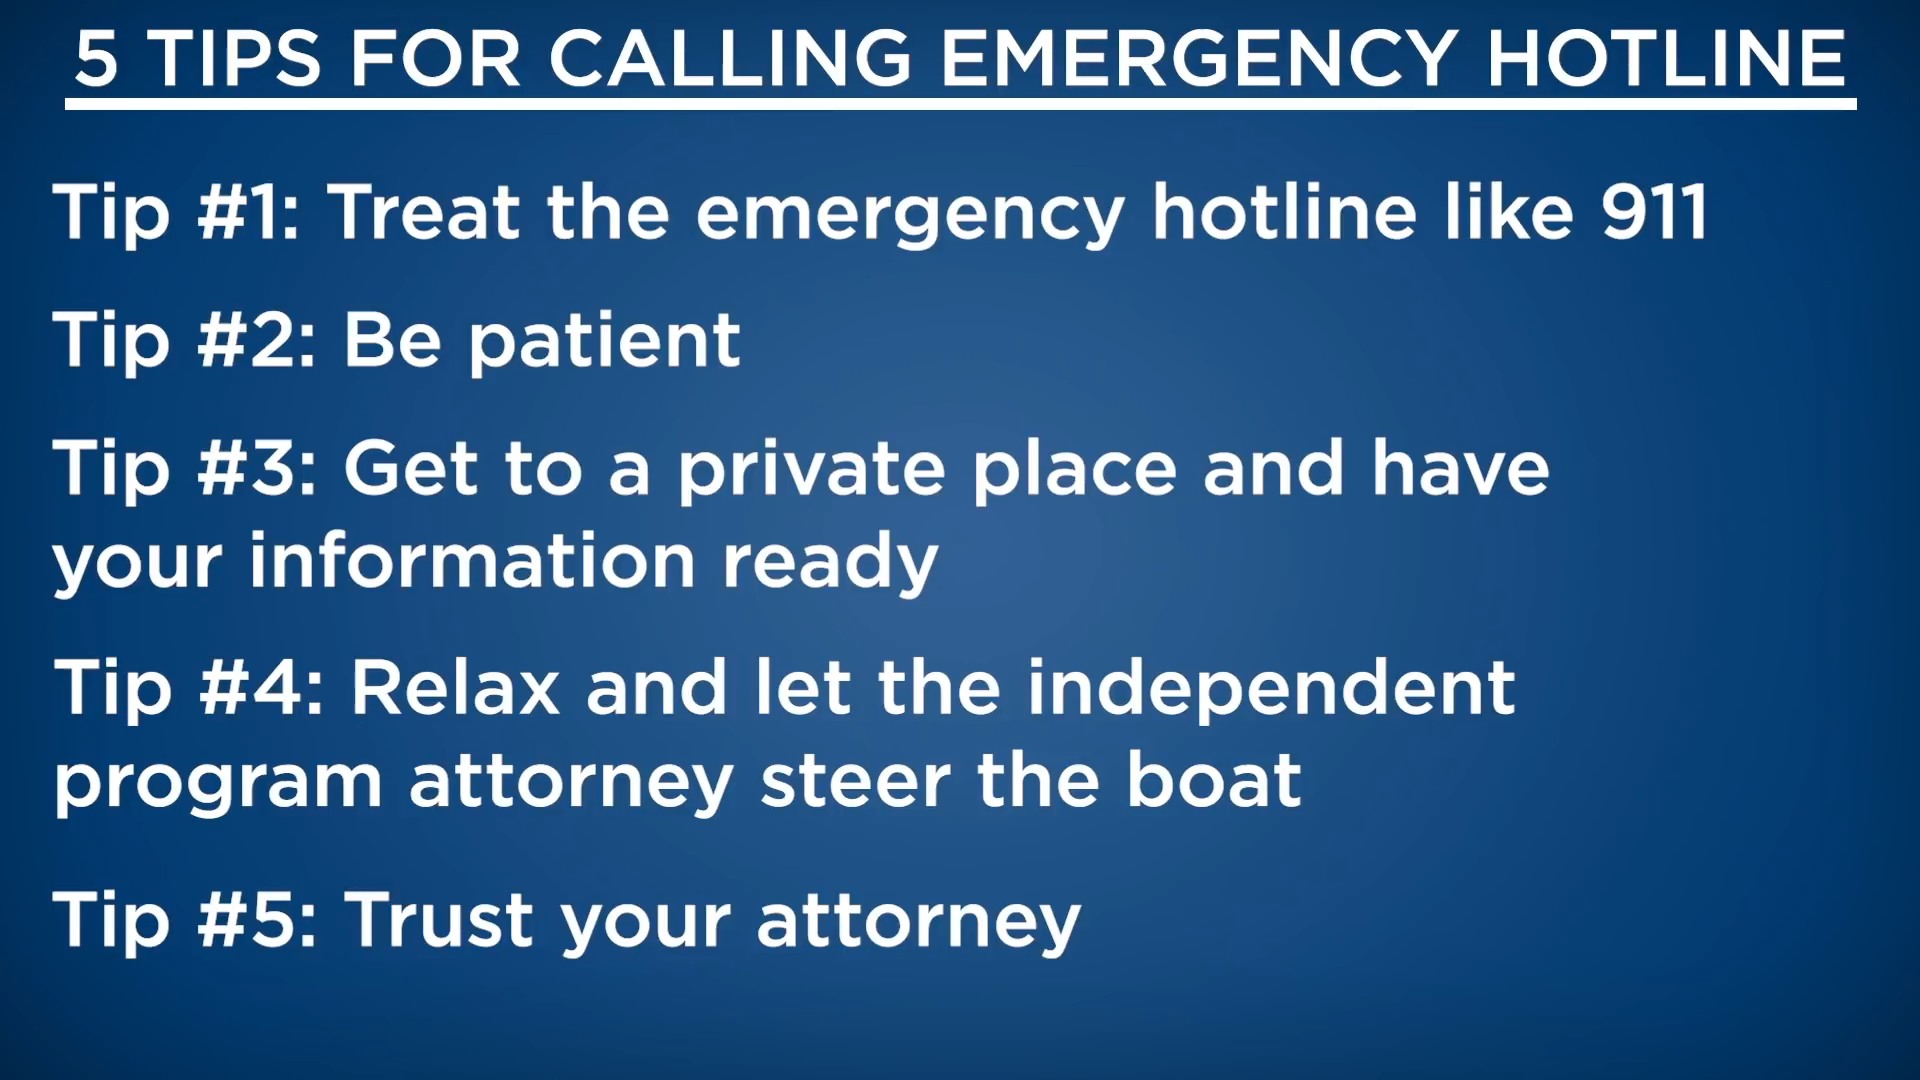 5 TIPS FOR CALLING EMERGENCY HOTLINE
Tip #1: Treat the emergency hotline like 911
Tip #2: Be patient
Tip #3: Get to a private place and have
your information ready
Tip #4: Relax and let the independent
program attorney steer the boat
Tip #5: Trust your attorney